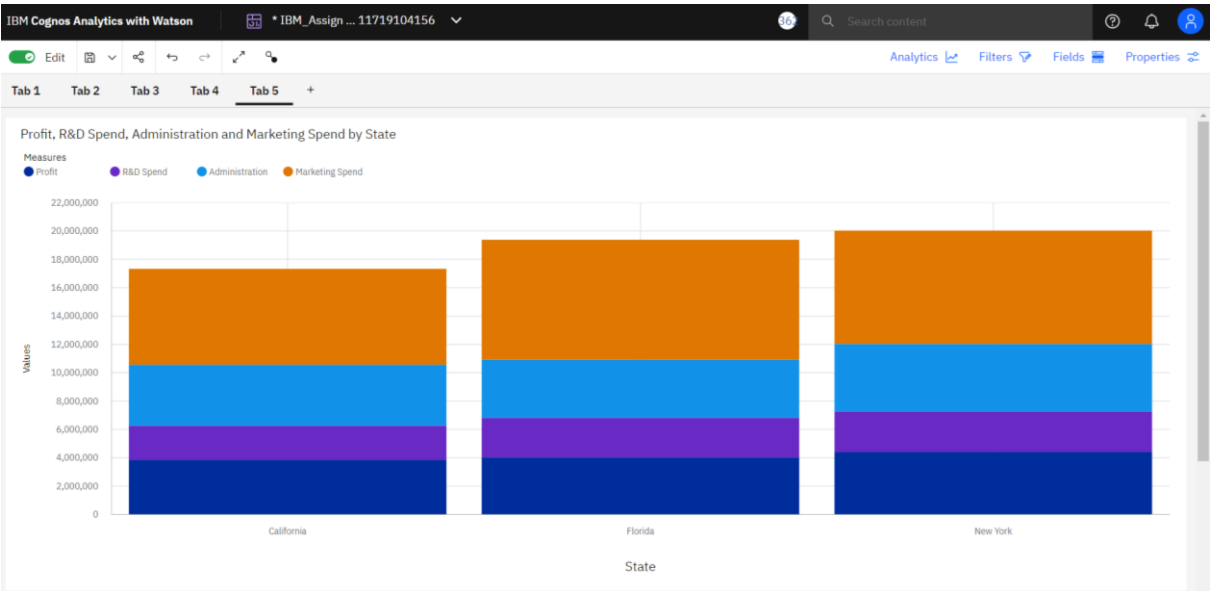 IBM Cognos Analytics with Watson
* IBM_Assign ... 11719104156
Search content
Edit
Analytics
Filters
Fields
Properties
Tab 1
Tab 2
Tab 3
Tab 4
Tab 5
+
Profit, R&D Spend, Administration and Marketing Spend by State
Measures
Profit
R&D Spend
Administration
Marketing Spend
22,000,000
20,000,000
18,000,000
16,000,000
14,000,000
12,000,000
10,000,000
8,000,000
6,000,000
4,000,000
2,000,000
0
Values
California
Florida
New York
State